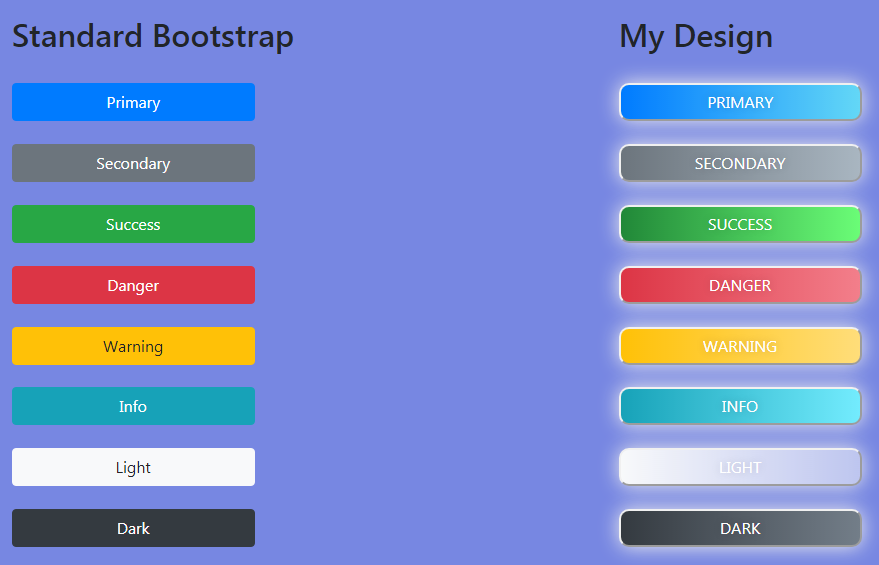 Standard Bootstrap
My Design
Primary
PRIMARY
Secondary
SECONDARY
Success
SUCCESS
Danger
DANGER
Warning
WARNING
Info
INFO
Light
LIGHT
Dark
DARK